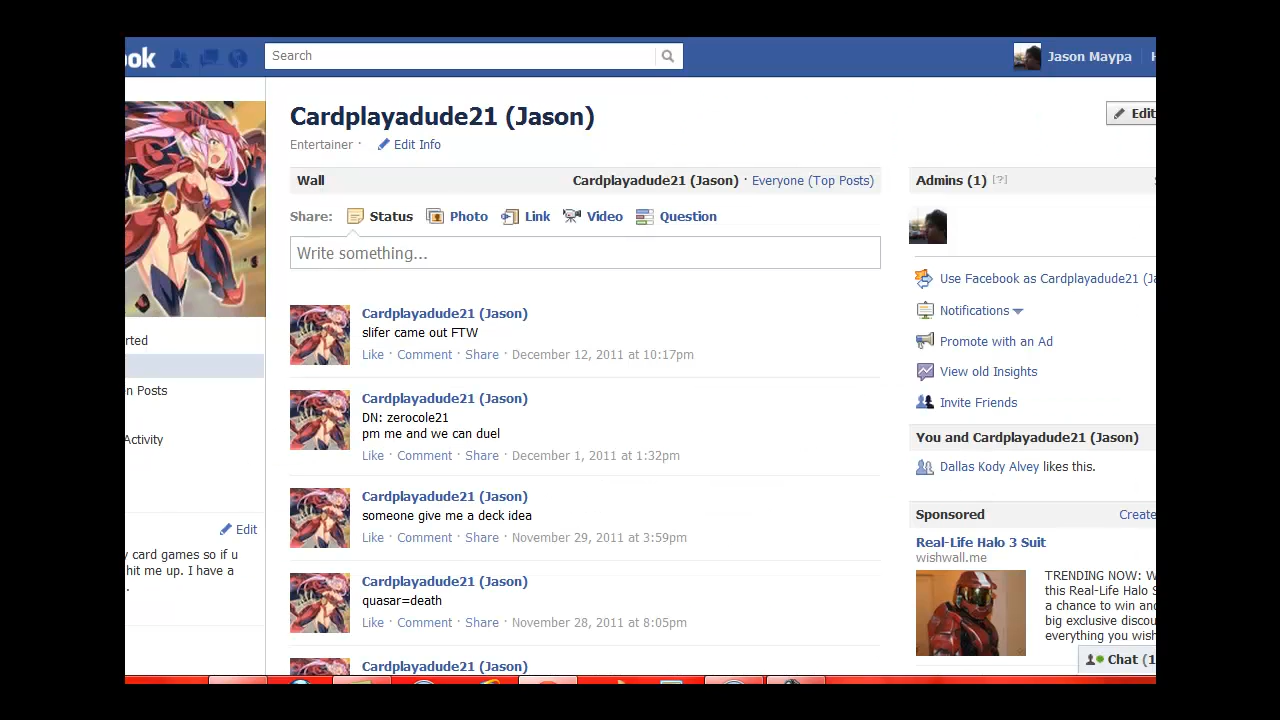 ook
Search
Jason Maypa
Cardplayadude21 (Jason)
Edit
Entertainer ·
Edit Info
Wall
Cardplayadude21 (Jason) · Everyone (Top Posts)
Admins (1) [?]
Share: Status Photo Link Video Question
Write something...
Cardplayadude21 (Jason)
slifer came out FTW
Like · Comment · Share · December 12, 2011 at 10:17pm
Cardplayadude21 (Jason)
DN: zerocole21
pm me and we can duel
Like · Comment · Share · December 1, 2011 at 1:32pm
Cardplayadude21 (Jason)
someone give me a deck idea
Like · Comment · Share · November 29, 2011 at 3:59pm
Cardplayadude21 (Jason)
quasar=death
Like · Comment · Share · November 28, 2011 at 8:05pm
Cardplayadude21 (Jason)
rted
n Posts
Activity
Edit
y card games so if u
hit me up. I have a
.
Use Facebook as Cardplayadude21 (Ja
Notifications
Promote with an Ad
View old Insights
Invite Friends
You and Cardplayadude21 (Jason)
Dallas Kody Alvey likes this.
Sponsored
Create
Real-Life Halo 3 Suit
wishwall.me
TRENDING NOW: W
this Real-Life Halo S
a chance to win and
big exclusive discou
everything you wish
Chat (1